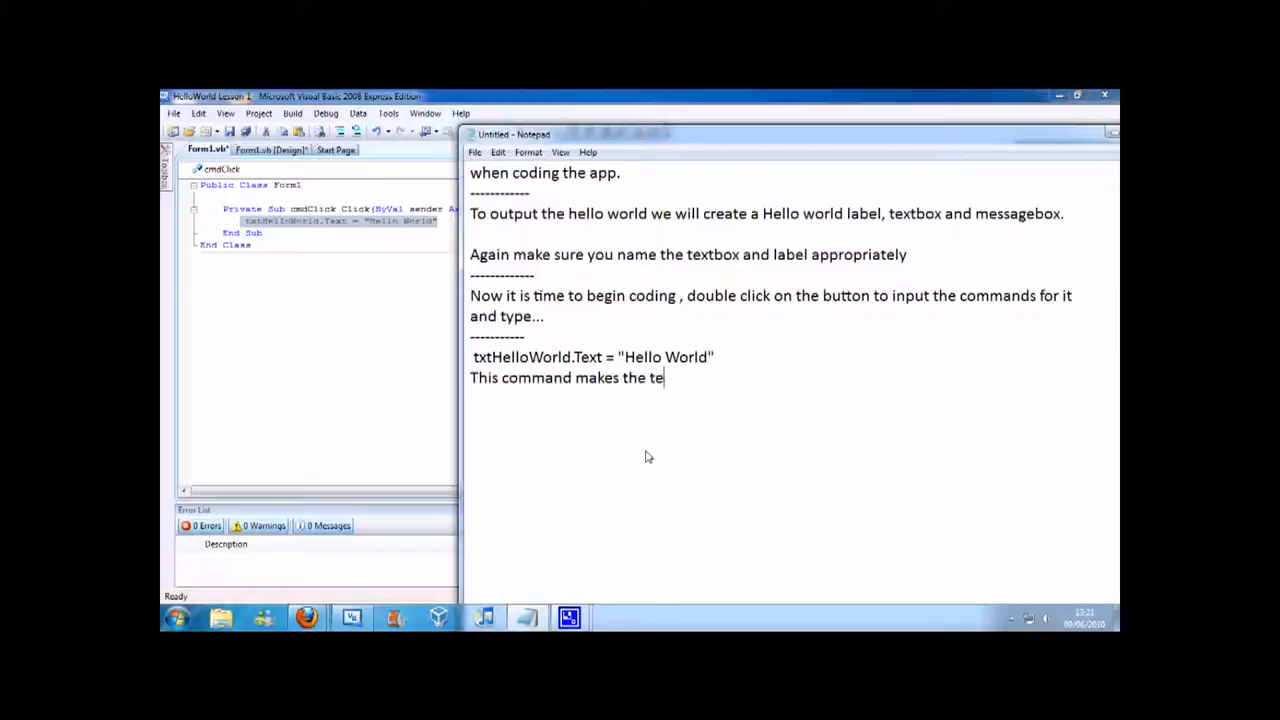 HelloWorld Lesson 1 - Microsoft Visual Basic 2008 Express Edition
File Edit View Project Build Debug Data Tools Window Help
Form1.vb* Form1.vb [Design]* Start Page
Toolbox
cmdClick
Public Class Form1
Private Sub cmdClick_Click(ByVal sender As
txtHelloWorld.Text = "Hello World"
End Sub
End Class
Error List
0 Errors 0 Warnings 0 Messages
Description
Ready
Untitled - Notepad
File Edit Format View Help
when coding the app.
------------
To output the hello world we will create a Hello world label, textbox and messagebox.
Again make sure you name the textbox and label appropriately
-------------
Now it is time to begin coding , double click on the button to input the commands for it
and type...
-----------
txtHelloWorld.Text = "Hello World"
This command makes the te
13:21
09/06/2010